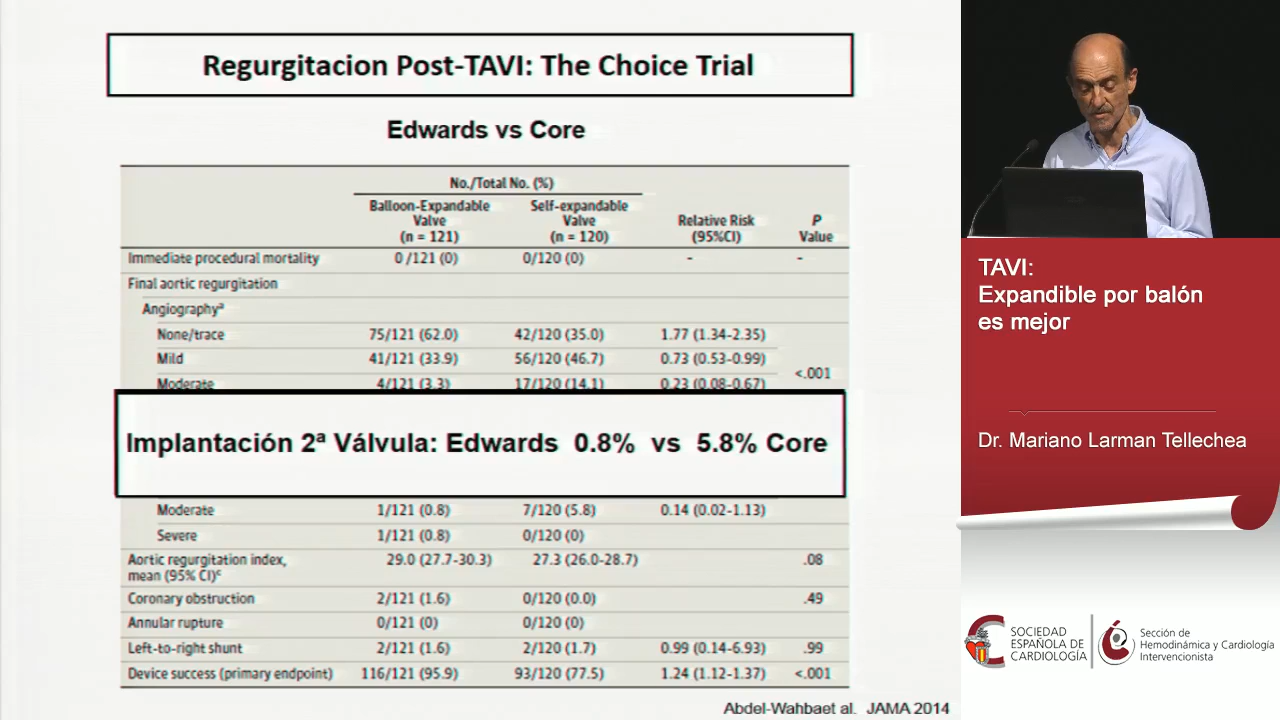 Regurgitacion Post-TAVI: The Choice Trial
Edwards vs Core
No./Total No. (%)
Balloon-Expandable Valve (n = 121) Self-expandable Valve (n = 120) Relative Risk (95%CI) P Value
Immediate procedural mortality 0 /121 (0) 0/120 (0) - -
Final aortic regurgitation
Angiographyᵃ
None/trace 75/121 (62.0) 42/120 (35.0) 1.77 (1.34-2.35)
Mild 41/121 (33.9) 56/120 (46.7) 0.73 (0.53-0.99)
<.001
Moderate 4/121 (3.3) 17/120 (14.1) 0.23 (0.08-0.67)
Implantación 2ª Válvula: Edwards 0.8% vs 5.8% Core
Moderate 1/121 (0.8) 7/120 (5.8) 0.14 (0.02-1.13)
Severe 1/121 (0.8) 0/120 (0)
Aortic regurgitation index, mean (95% CI)ᶜ 29.0 (27.7-30.3) 27.3 (26.0-28.7) .08
Coronary obstruction 2/121 (1.6) 0/120 (0.0) .49
Annular rupture 0/121 (0) 0/120 (0)
Left-to-right shunt 2/121 (1.6) 2/120 (1.7) 0.99 (0.14-6.93) .99
Device success (primary endpoint) 116/121 (95.9) 93/120 (77.5) 1.24 (1.12-1.37) <.001
Abdel-Wahbaet al. JAMA 2014
TAVI:
Expandible por balón
es mejor
Dr. Mariano Larman Tellechea
SOCIEDAD
ESPAÑOLA DE
CARDIOLOGÍA
Sección de
Hemodinámica y Cardiología
Intervencionista